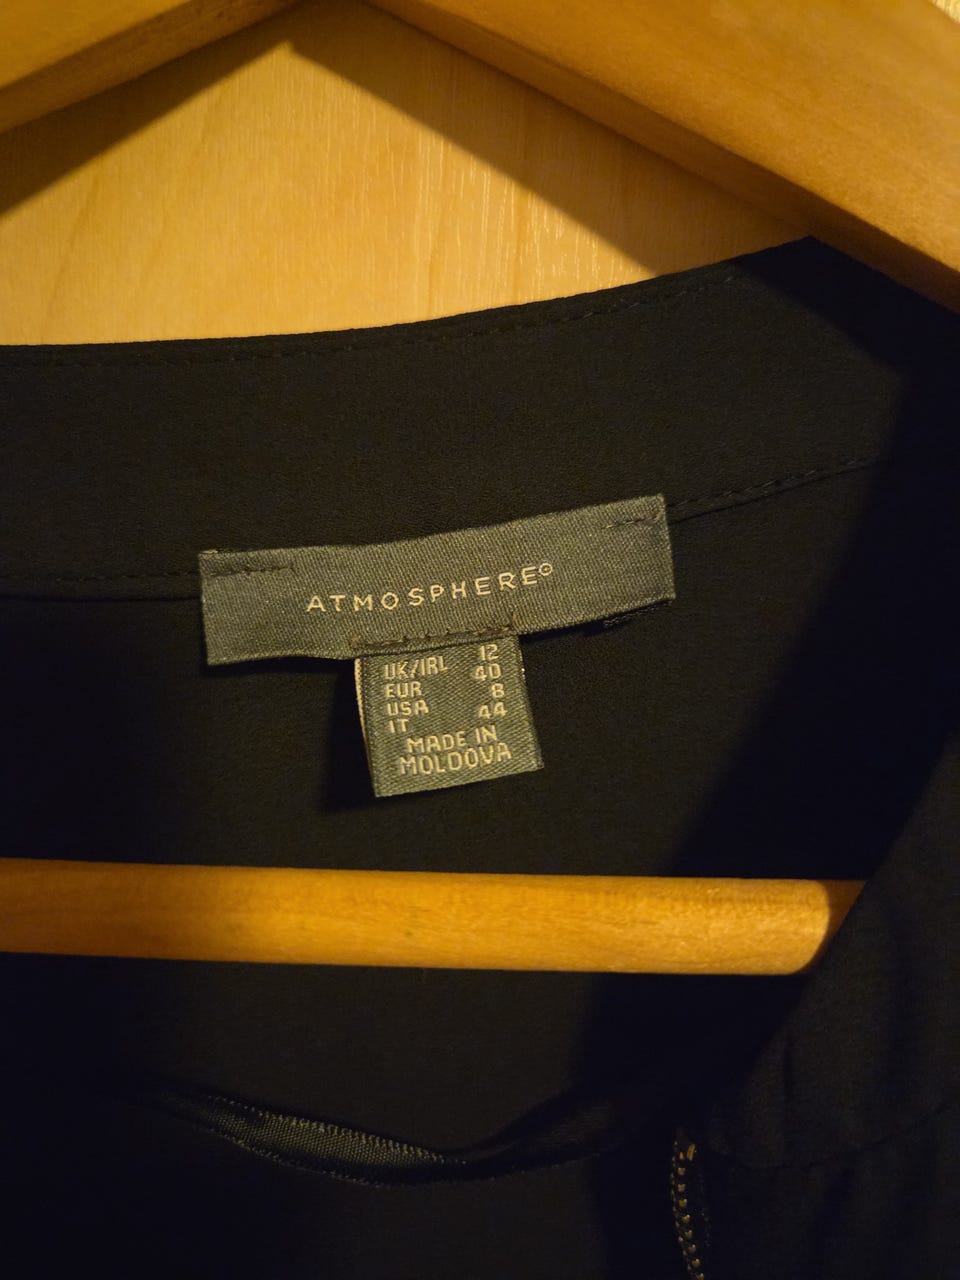 ATMOSPHERE®
UK/IRL 12
EUR 40
USA 8
IT 44
MADE IN
MOLDOVA